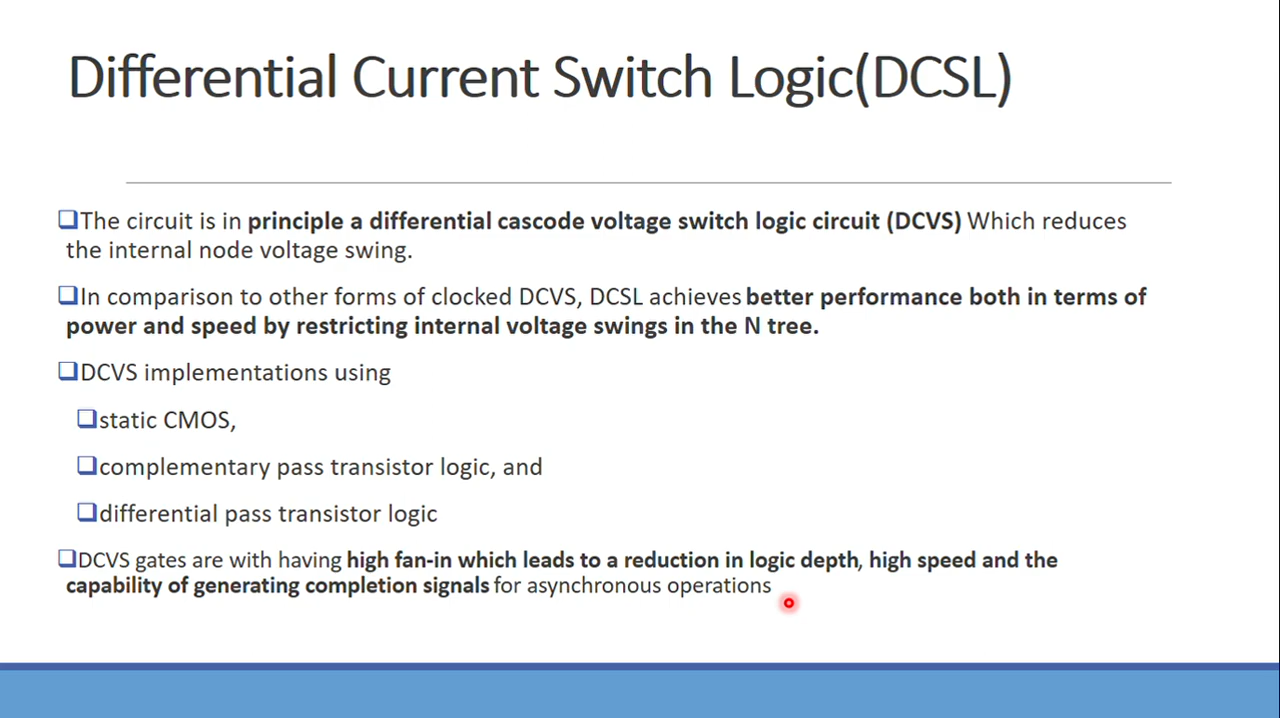 Differential Current Switch Logic(DCSL)
The circuit is in principle a differential cascode voltage switch logic circuit (DCVS) Which reduces
the internal node voltage swing.
In comparison to other forms of clocked DCVS, DCSL achieves better performance both in terms of
power and speed by restricting internal voltage swings in the N tree.
DCVS implementations using
static CMOS,
complementary pass transistor logic, and
differential pass transistor logic
DCVS gates are with having high fan-in which leads to a reduction in logic depth, high speed and the
capability of generating completion signals for asynchronous operations